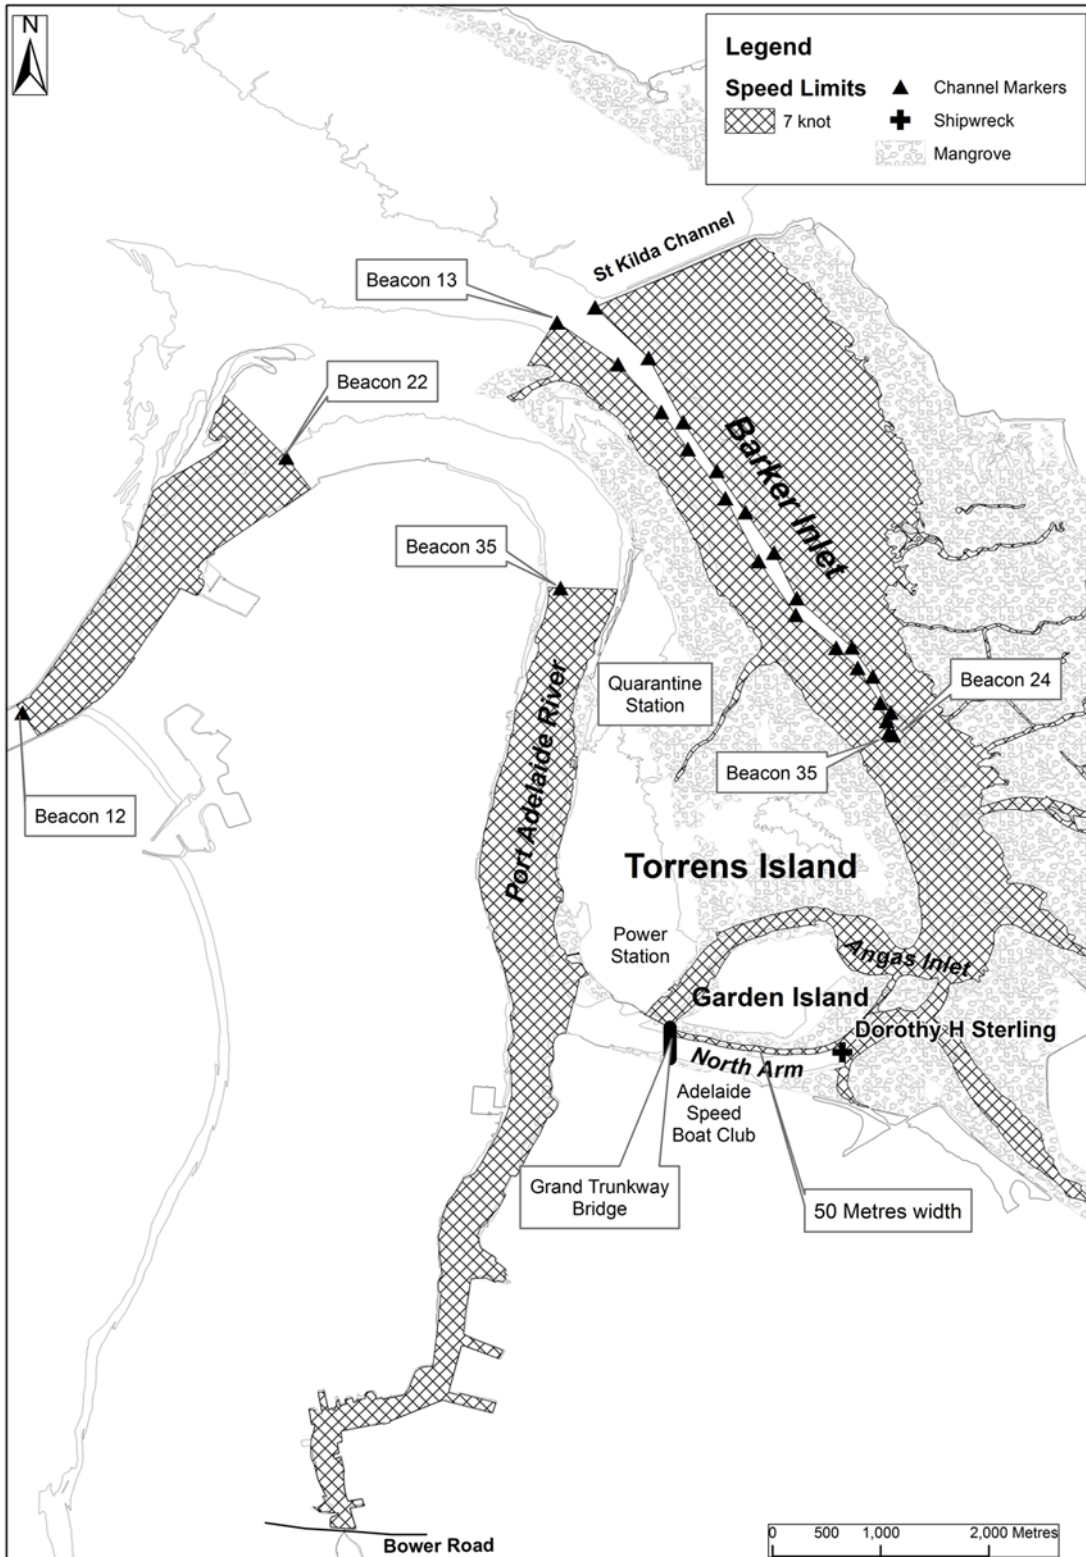 N
Legend
Speed Limits
7 knot
Channel Markers
Shipwreck
Mangrove
St Kilda Channel
Beacon 13
Beacon 22
Barker Inlet
Beacon 35
Port Adelaide River
Quarantine
Station
Beacon 24
Beacon 35
Beacon 12
Torrens Island
Power
Station
Angas Inlet
Garden Island
Dorothy H Sterling
North Arm
Adelaide
Speed
Boat Club
Grand Trunkway
Bridge
50 Metres width
Bower Road
0 500 1,000 2,000 Metres